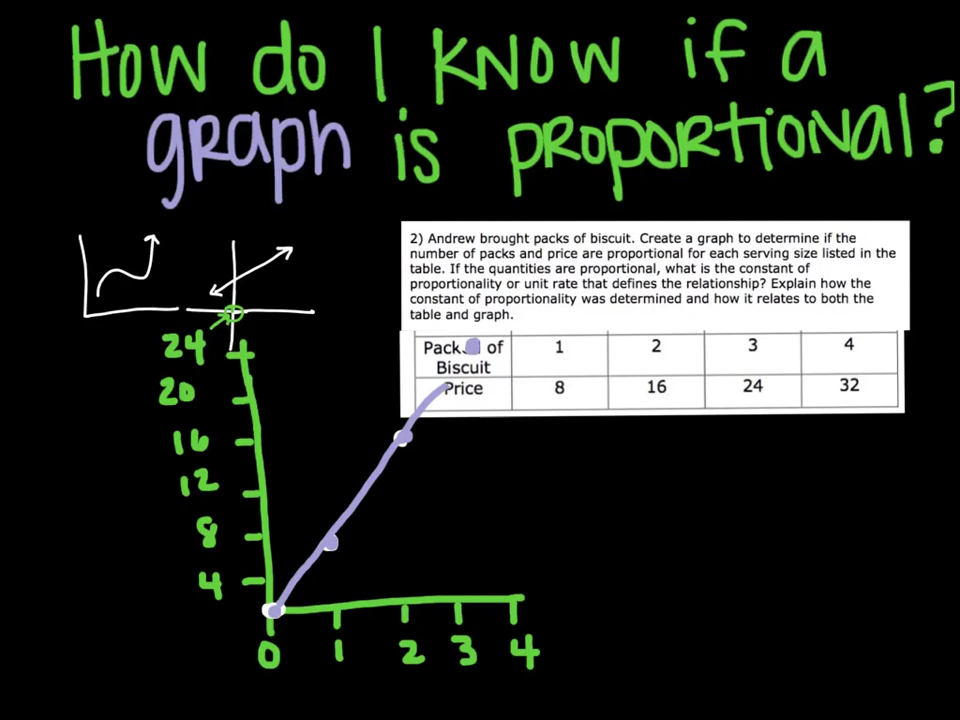 How do I know if a
graph is proportional?
2) Andrew brought packs of biscuit. Create a graph to determine if the
number of packs and price are proportional for each serving size listed in the
table. If the quantities are proportional, what is the constant of
proportionality or unit rate that defines the relationship? Explain how the
constant of proportionality was determined and how it relates to both the
table and graph.
Pack of 1 2 3 4
Biscuit
Price 8 16 24 32
24
20
16
12
8
4
0 1 2 3 4